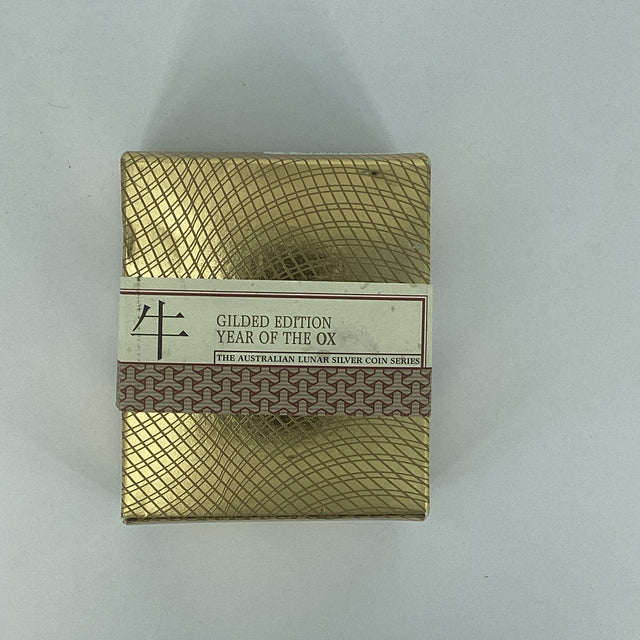 牛
GILDED EDITION
YEAR OF THE OX
THE AUSTRALIAN LUNAR SILVER COIN SERIES